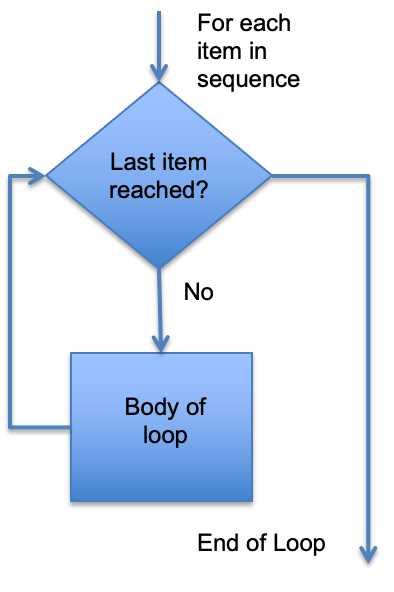 For each
item in
sequence
Last item
reached?
No
Body of
loop
End of Loop